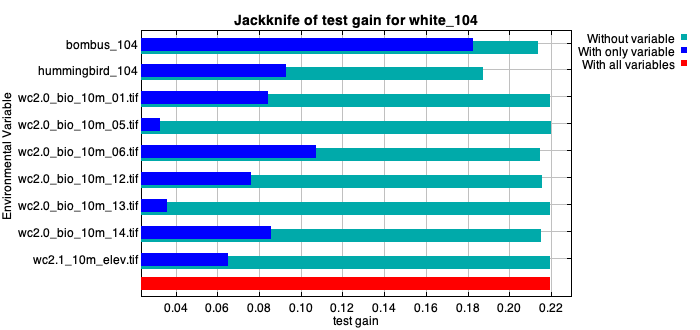 Jackknife of test gain for white_104
Without variable
With only variable
With all variables
Environmental Variable
bombus_104
hummingbird_104
wc2.0_bio_10m_01.tif
wc2.0_bio_10m_05.tif
wc2.0_bio_10m_06.tif
wc2.0_bio_10m_12.tif
wc2.0_bio_10m_13.tif
wc2.0_bio_10m_14.tif
wc2.1_10m_elev.tif
0.04 0.06 0.08 0.10 0.12 0.14 0.16 0.18 0.20 0.22
test gain